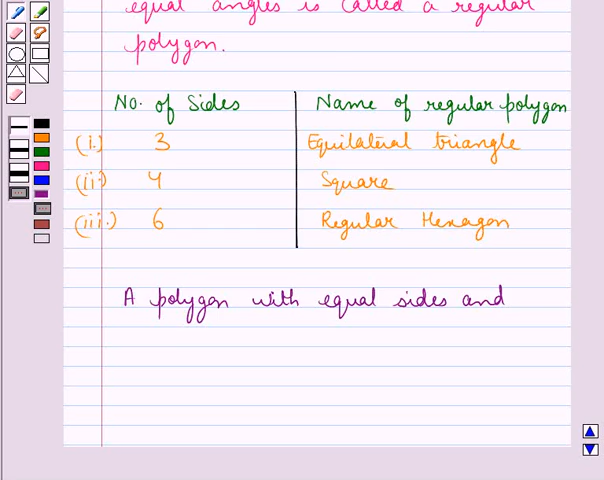 equal angles is called a regular
polygon.
No. of Sides Name of regular polygon
(i.) 3 Equilateral triangle
(ii.) 4 Square
(iii.) 6 Regular Hexagon
A polygon with equal sides and